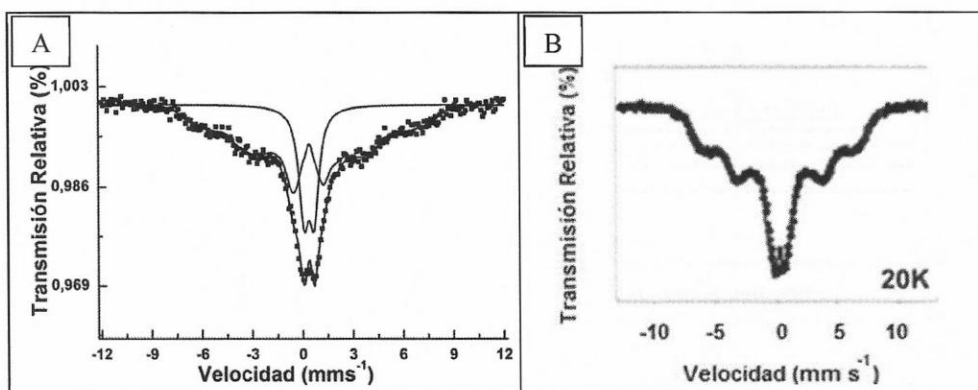 A
Transmisión Relativa (%)
1,003
0,986
0,969
-12 -9 -6 -3 0 3 6 9 12
Velocidad (mms-1)
B
Transmisión Relativa (%)
20K
-10 -5 0 5 10
Velocidad (mm s-1)